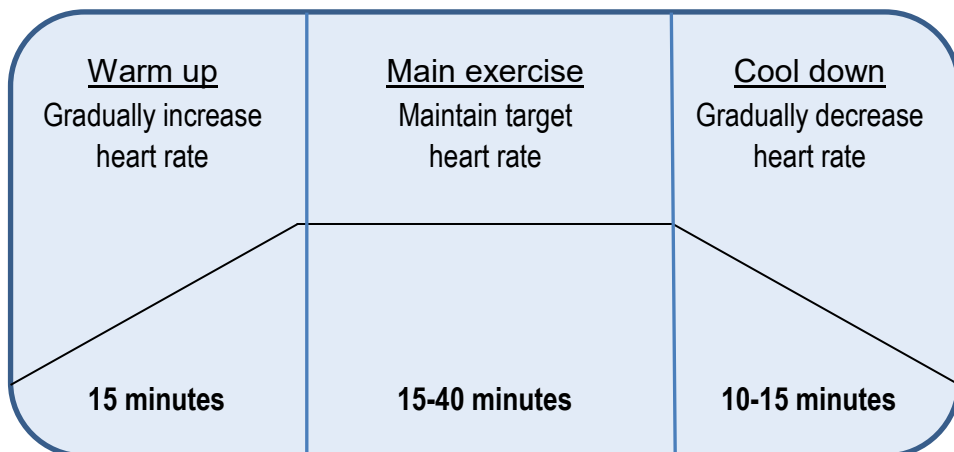 Warm up
Gradually increase
heart rate
15 minutes
Main exercise
Maintain target
heart rate
15-40 minutes
Cool down
Gradually decrease
heart rate
10-15 minutes